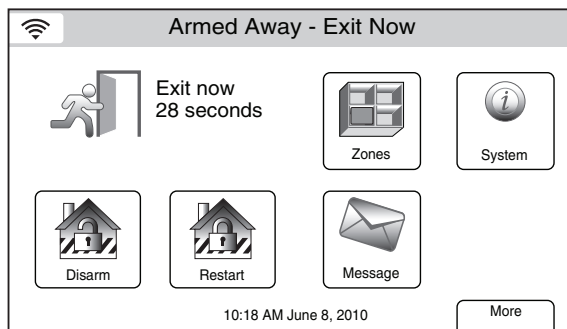 Armed Away - Exit Now
Exit now
28 seconds
Zones
System
Disarm
Restart
Message
10:18 AM June 8, 2010
More